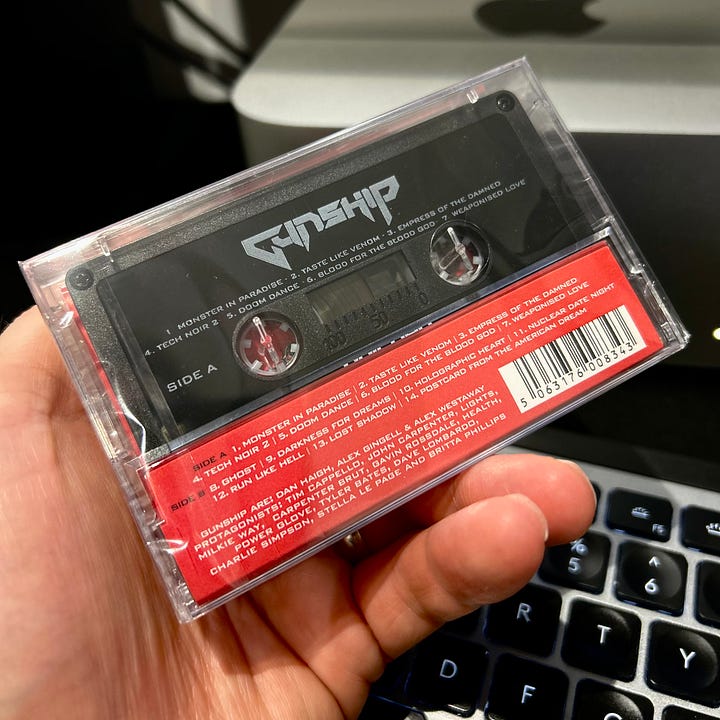 GUNSHIP
1 MONSTER IN PARADISE · 2. TASTE LIKE VENOM · 3. EMPRESS OF THE DAMNED
4. TECH NOIR 2 5. DOOM DANCE · 6. BLOOD FOR THE BLOOD GOD 7. WEAPONISED LOVE
SIDE A
100 50 0
SIDE A 1. MONSTER IN PARADISE | 2. TASTE LIKE VENOM | 3. EMPRESS OF THE DAMNED
4. TECH NOIR 2 | 5. DOOM DANCE | 6. BLOOD FOR THE BLOOD GOD | 7. WEAPONISED LOVE
SIDE B 8. GHOST | 9. DARKNESS FOR DREAMS | 10. HOLOGRAPHIC HEART | 11. NUCLEAR DATE NIGHT
12. RUN LIKE HELL | 13. LOST SHADOW | 14. POSTCARD FROM THE AMERICAN DREAM
GUNSHIP ARE: DAN HAIGH, ALEX GINGELL & ALEX WESTAWAY
PROTAGONISTS: TIM CAPPELLO, JOHN CARPENTER, LIGHTS,
MILKIE WAY, CARPENTER BRUT, GAVIN ROSSDALE, HEALTH,
POWER GLOVE, TYLER BATES, DAVE LOMBARDO,
CHARLIE SIMPSON, STELLA LE PAGE AND BRITTA PHILLIPS
5 063176 008343
F5
%
5
^
6
R
T
Y
D
F
G